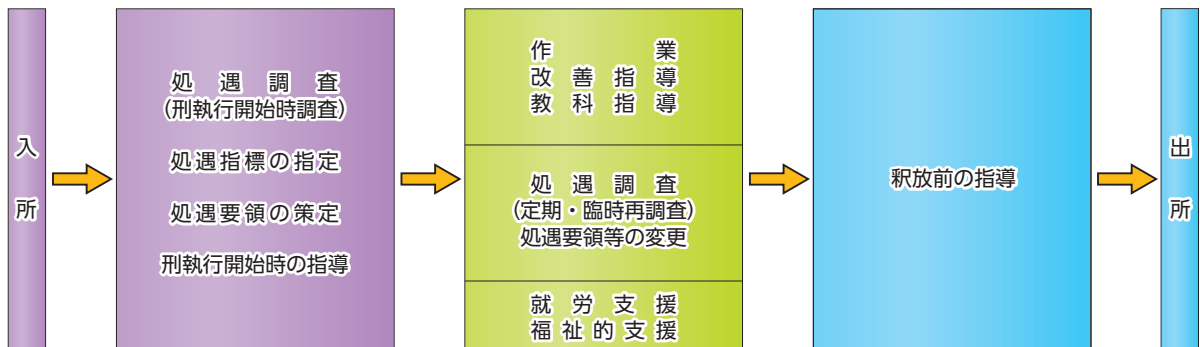 入所
処遇調査
（刑執行開始時調査）
処遇指標の指定
処遇要領の策定
刑執行開始時の指導
作業
改善指導
教科指導
処遇調査
（定期・臨時再調査）
処遇要領等の変更
就労支援
福祉的支援
釈放前の指導
出所